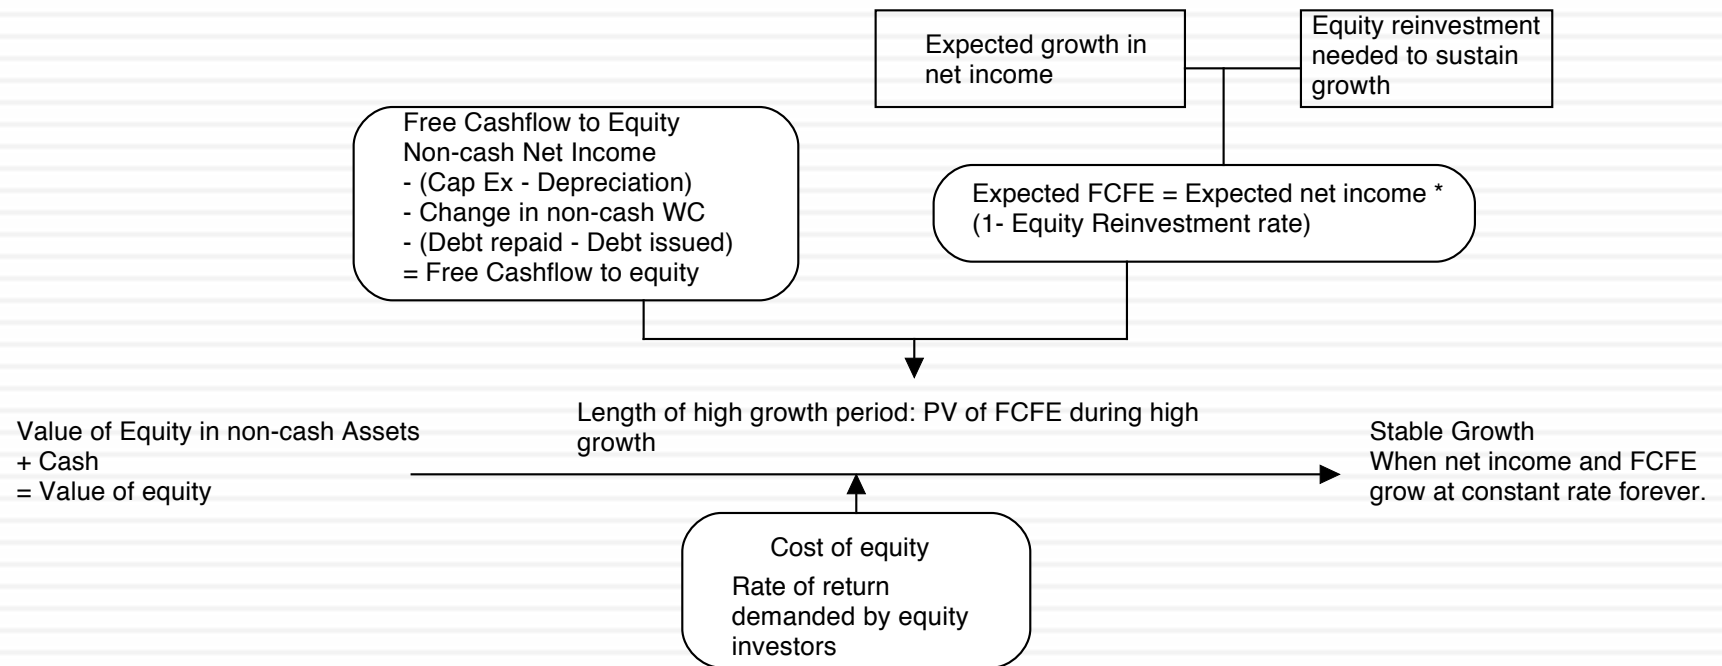 Expected growth in
net income
Equity reinvestment
needed to sustain
growth
Free Cashflow to Equity
Non-cash Net Income
- (Cap Ex - Depreciation)
- Change in non-cash WC
- (Debt repaid - Debt issued)
= Free Cashflow to equity
Expected FCFE = Expected net income *
(1- Equity Reinvestment rate)
Length of high growth period: PV of FCFE during high
growth
Value of Equity in non-cash Assets
+ Cash
= Value of equity
Stable Growth
When net income and FCFE
grow at constant rate forever.
Cost of equity
Rate of return
demanded by equity
investors